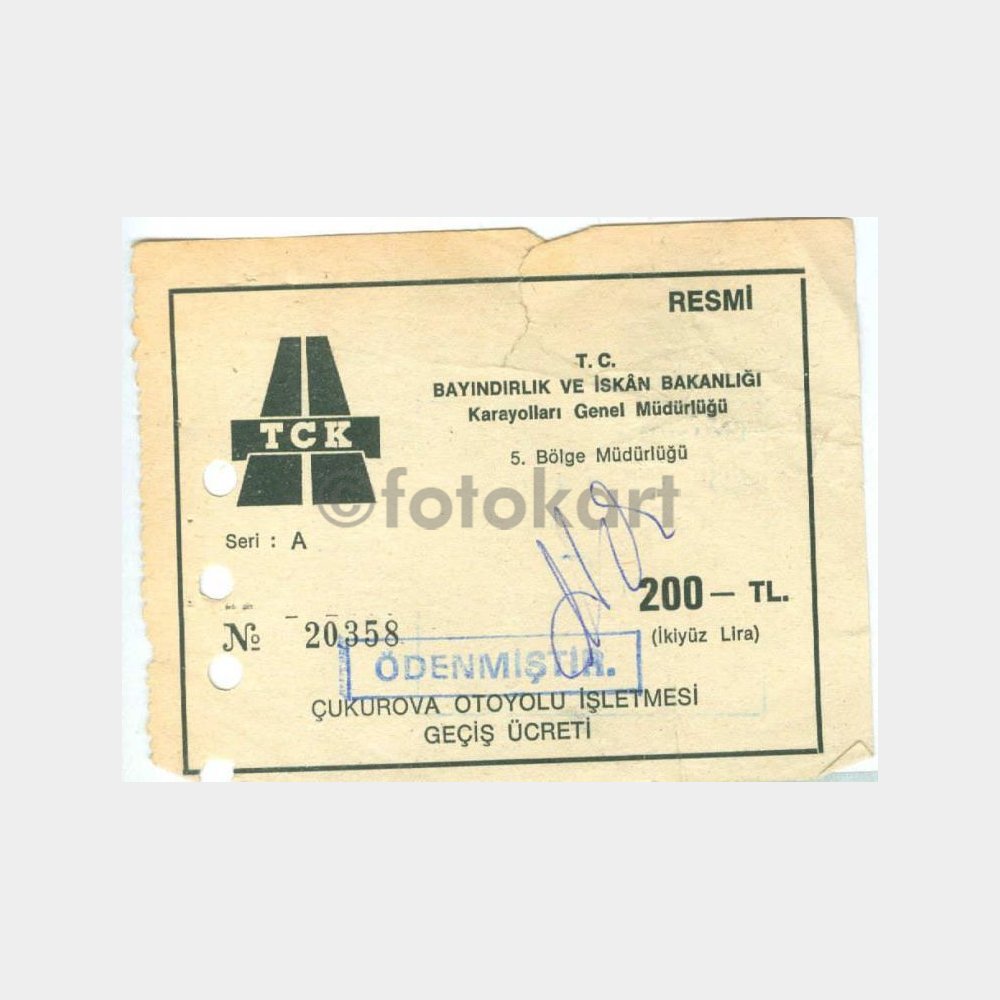 RESMİ
T. C.
BAYINDIRLIK VE İSKÂN BAKANLIĞI
Karayolları Genel Müdürlüğü
5. Bölge Müdürlüğü
TCK
©fotokart
Seri : A
200 — TL.
(İkiyüz Lira)
№ 20358
ÖDENMİŞTİR.
ÇUKUROVA OTOYOLU İŞLETMESİ
GEÇİŞ ÜCRETİ